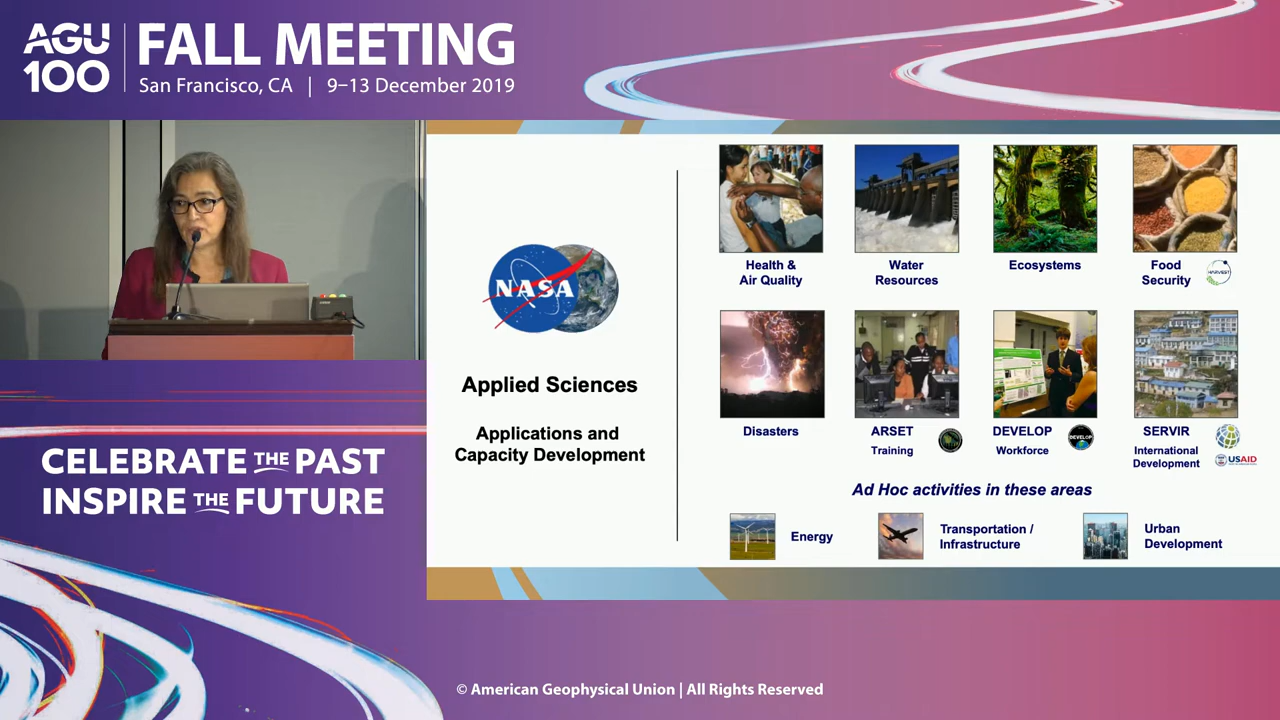 AGU
100
FALL MEETING
San Francisco, CA | 9–13 December 2019
NASA
Applied Sciences
Applications and
Capacity Development
Health &
Air Quality
Water
Resources
Ecosystems
Food
Security
HARVEST
Disasters
ARSET
Training
DEVELOP
Workforce
DEVELOP
SERVIR
International
Development
USAID
Ad Hoc activities in these areas
Energy
Transportation /
Infrastructure
Urban
Development
CELEBRATE THE PAST
INSPIRE THE FUTURE
© American Geophysical Union | All Rights Reserved